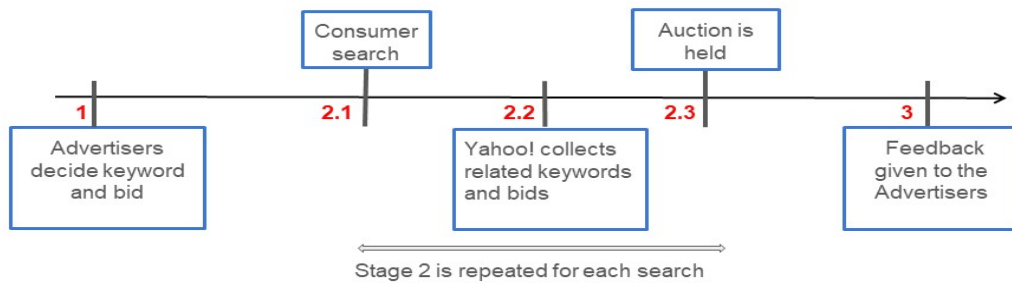 Consumer
search
Auction is
held
1
2.1
2.2
2.3
3
Advertisers
decide keyword
and bid
Yahoo! collects
related keywords
and bids
Feedback
given to the
Advertisers
Stage 2 is repeated for each search